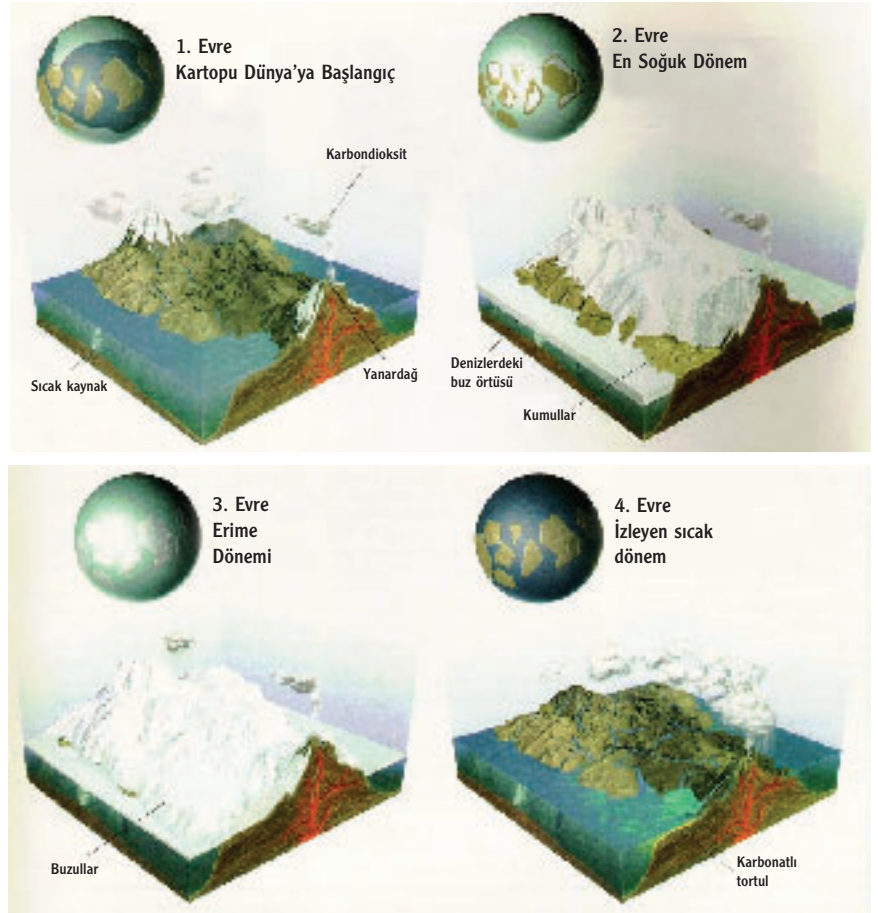 1. Evre
Kartopu Dünya'ya Başlangıç
Karbondioksit
Yanardağ
Sıcak kaynak
2. Evre
En Soğuk Dönem
Denizlerdeki
buz örtüsü
Kumullar
3. Evre
Erime
Dönemi
Buzullar
4. Evre
İzleyen sıcak
dönem
Karbonatlı
tortul